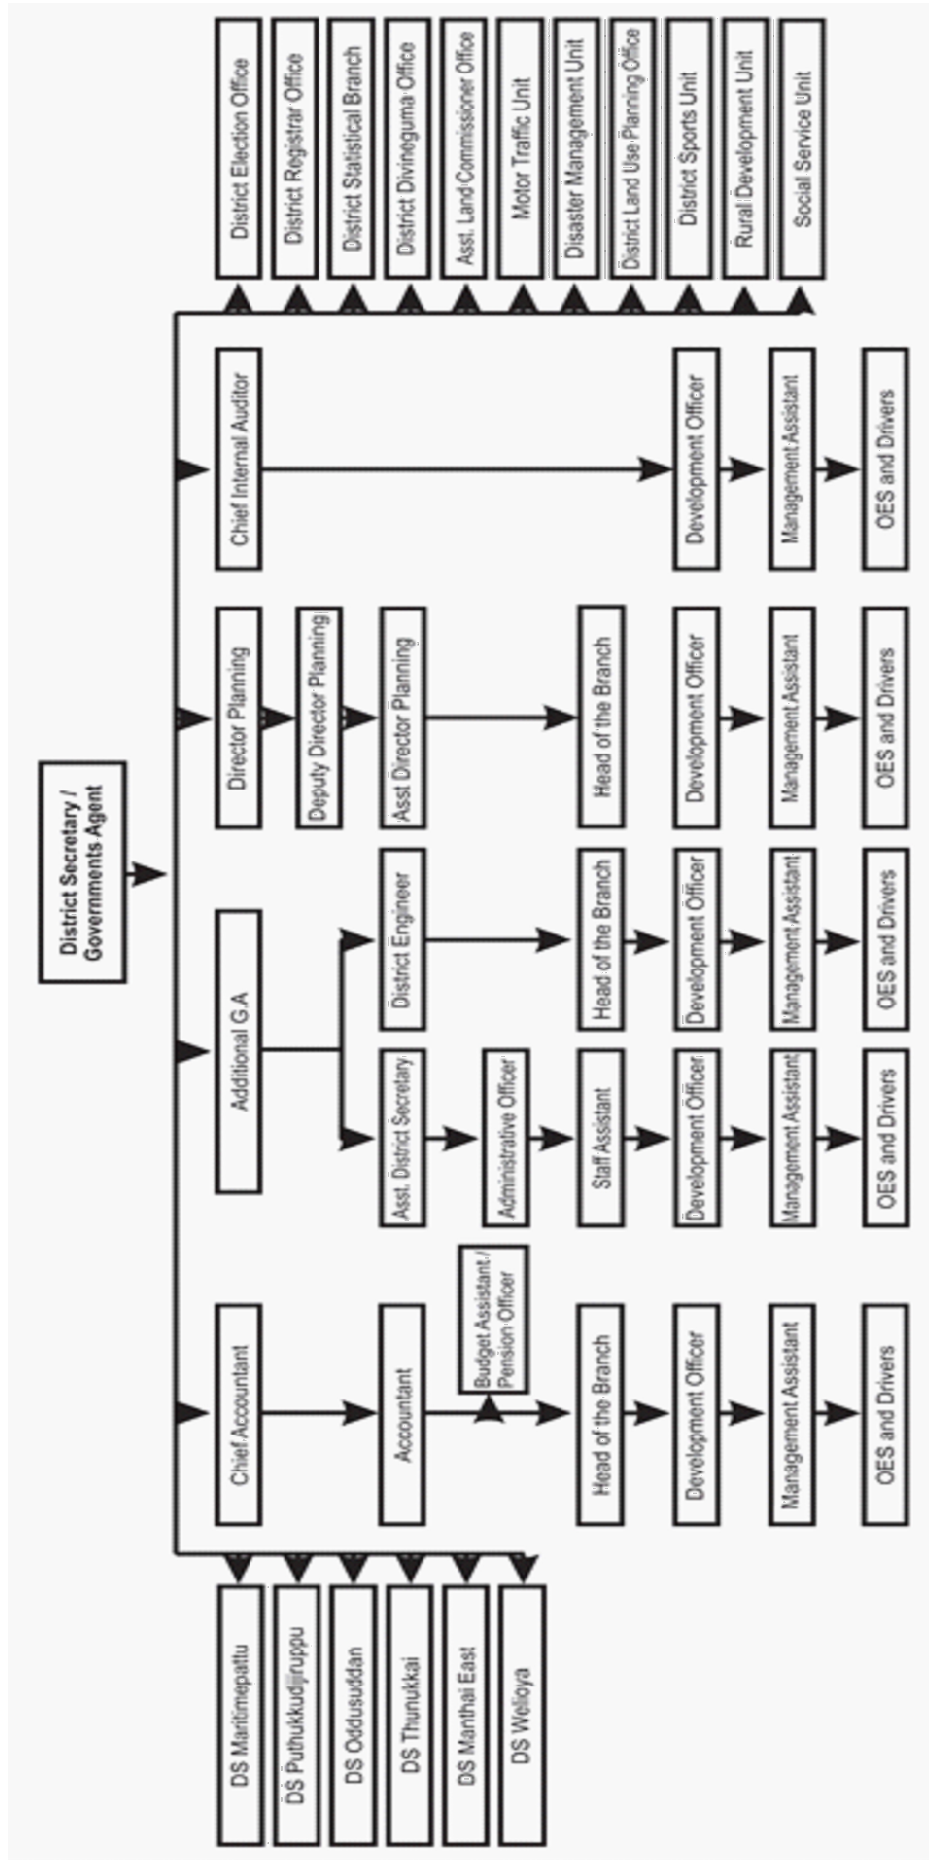 District Secretary /
Governments Agent
DS Maritimepattu
DS Puthukkudijiruppu
DS Oddusuddan
DS Thunukkai
DS Manthai East
DS Welioya
Chief Accountant
Accountant
Budget Assistant /
Pension Officer
Head of the Branch
Development Officer
Management Assistant
OES and Drivers
Additional G.A
Asst. District Secretary
Administrative Officer
Staff Assistant
Development Officer
Management Assistant
OES and Drivers
District Engineer
Head of the Branch
Development Officer
Management Assistant
OES and Drivers
Director Planning
Deputy Director Planning
Asst Director Planning
Head of the Branch
Development Officer
Management Assistant
OES and Drivers
Chief Internal Auditor
Development Officer
Management Assistant
OES and Drivers
District Election Office
District Registrar Office
District Statistical Branch
District Divineguma Office
Asst. Land Commissioner Office
Motor Traffic Unit
Disaster Management Unit
District Land Use Planning Office
District Sports Unit
Rural Development Unit
Social Service Unit